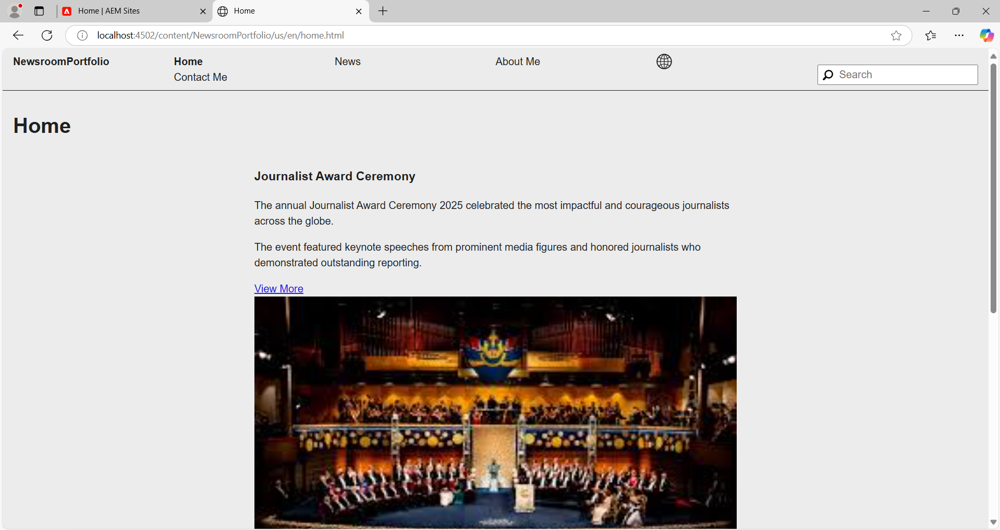 Home | AEM Sites
Home
localhost:4502/content/NewsroomPortfolio/us/en/home.html
NewsroomPortfolio
Home
News
About Me
Contact Me
Search
Home
Journalist Award Ceremony
The annual Journalist Award Ceremony 2025 celebrated the most impactful and courageous journalists
across the globe.
The event featured keynote speeches from prominent media figures and honored journalists who
demonstrated outstanding reporting.
View More